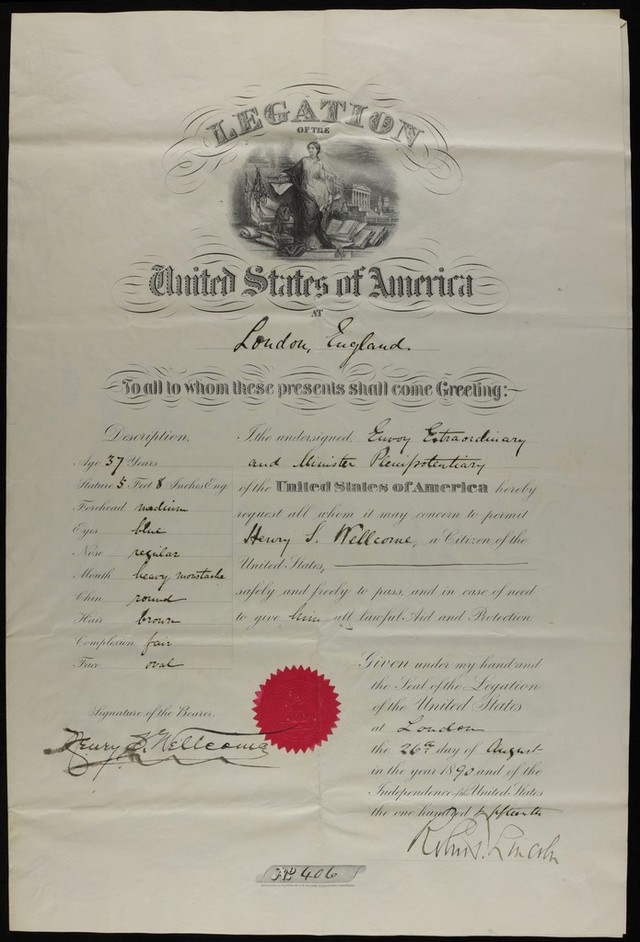 LEGATION
OF THE
United States of America
AT
London, England.
To all to whom these presents shall come Greeting:
Description,
Age 37 Years
Stature 5 Feet 8 Inches Eng
Forehead medium
Eyes blue
Nose regular
Mouth heavy moustache
Chin round
Hair brown
Complexion fair
Face oval
Signature of the Bearer.
Henry S. Wellcome
I the undersigned, Envoy Extraordinary
and Minister Plenipotentiary
of the United States of America hereby
request all whom it may concern to permit
Henry S. Wellcome, a Citizen of the
United States,
safely and freely to pass, and in case of need
to give him all lawful Aid and Protection.
Given under my hand and
the Seal of the Legation
of the United States
at London
the 26th day of August
in the year 1890 and of the
Independence of the United States
the one hundred & fifteenth
Robert T. Lincoln
No 406